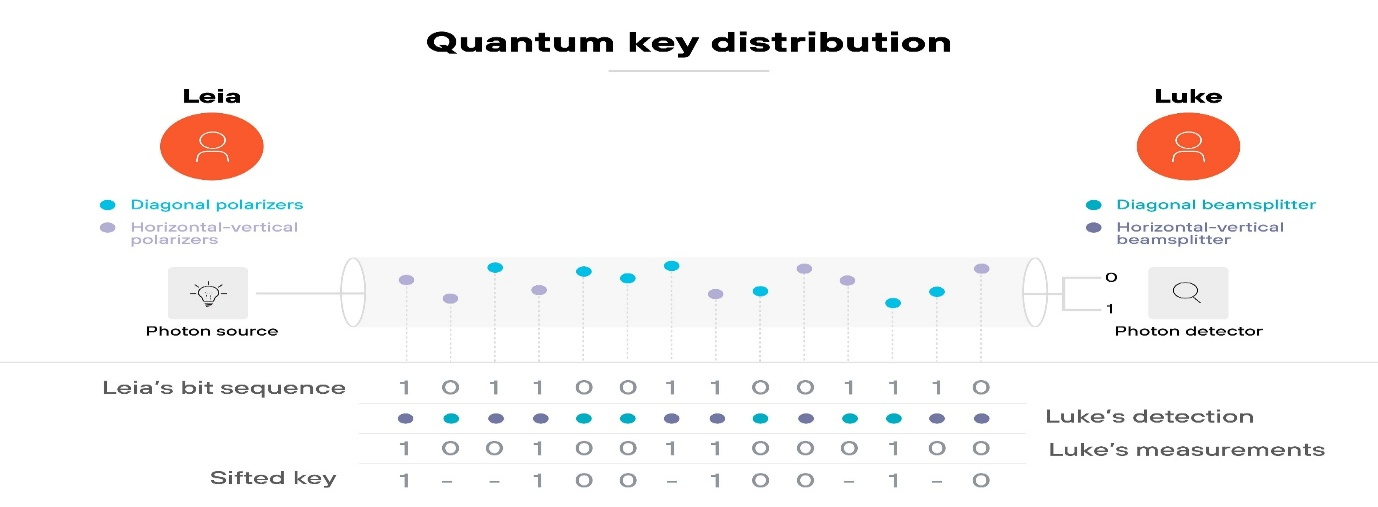 Quantum key distribution
Leia
Luke
Diagonal polarizers
Horizontal-vertical
polarizers
Diagonal beamsplitter
Horizontal-vertical
beamsplitter
0
1
Photon source
Photon detector
Leia's bit sequence 1 0 1 1 0 0 1 1 0 0 1 1 1 0
Luke's detection
1 0 0 1 0 0 1 1 0 0 0 1 0 0 Luke's measurements
Sifted key 1 - - 1 0 0 - 1 0 0 - 1 - 0